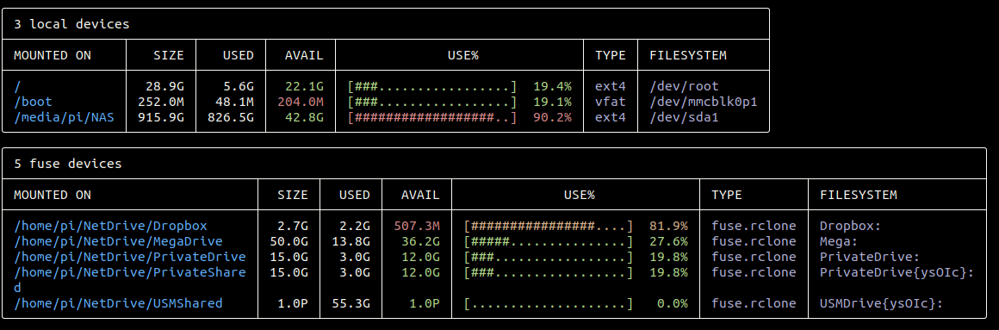 3 local devices
MOUNTED ON SIZE USED AVAIL USE% TYPE FILESYSTEM
/ 28.9G 5.6G 22.1G [###.................] 19.4% ext4 /dev/root
/boot 252.0M 48.1M 204.0M [###.................] 19.1% vfat /dev/mmcblk0p1
/media/pi/NAS 915.9G 826.5G 42.8G [##################..] 90.2% ext4 /dev/sda1
5 fuse devices
MOUNTED ON SIZE USED AVAIL USE% TYPE FILESYSTEM
/home/pi/NetDrive/Dropbox 2.7G 2.2G 507.3M [################....] 81.9% fuse.rclone Dropbox:
/home/pi/NetDrive/MegaDrive 50.0G 13.8G 36.2G [#####...............] 27.6% fuse.rclone Mega:
/home/pi/NetDrive/PrivateDrive 15.0G 3.0G 12.0G [###.................] 19.8% fuse.rclone PrivateDrive:
/home/pi/NetDrive/PrivateShare 15.0G 3.0G 12.0G [###.................] 19.8% fuse.rclone PrivateDrive{ysOIc}:
d
/home/pi/NetDrive/USMShared 1.0P 55.3G 1.0P [....................] 0.0% fuse.rclone USMDrive{ysOIc}: